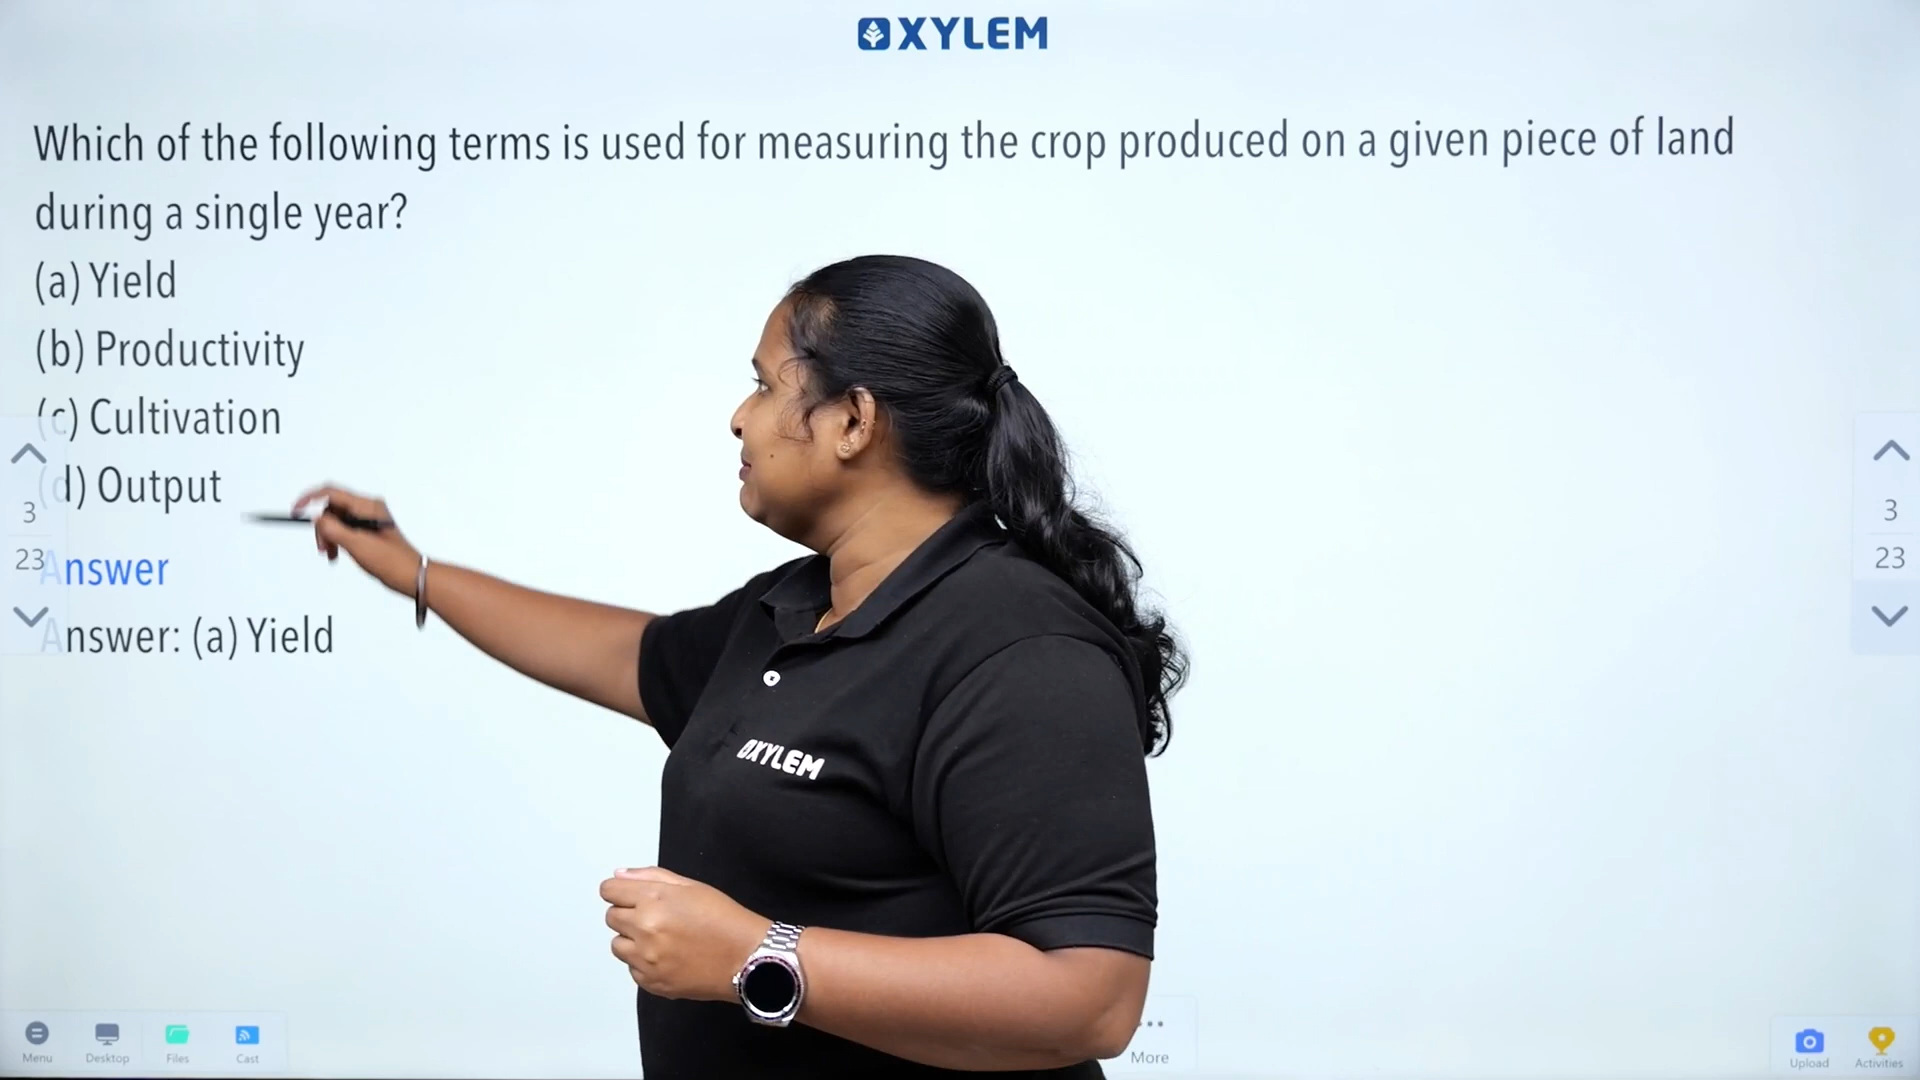 XYLEM
Which of the following terms is used for measuring the crop produced on a given piece of land
during a single year?
(a) Yield
(b) Productivity
(c) Cultivation
(d) Output
Answer
Answer: (a) Yield
3
23
3
23
XYLEM
Menu
Desktop
Files
Cast
More
Upload
Activities